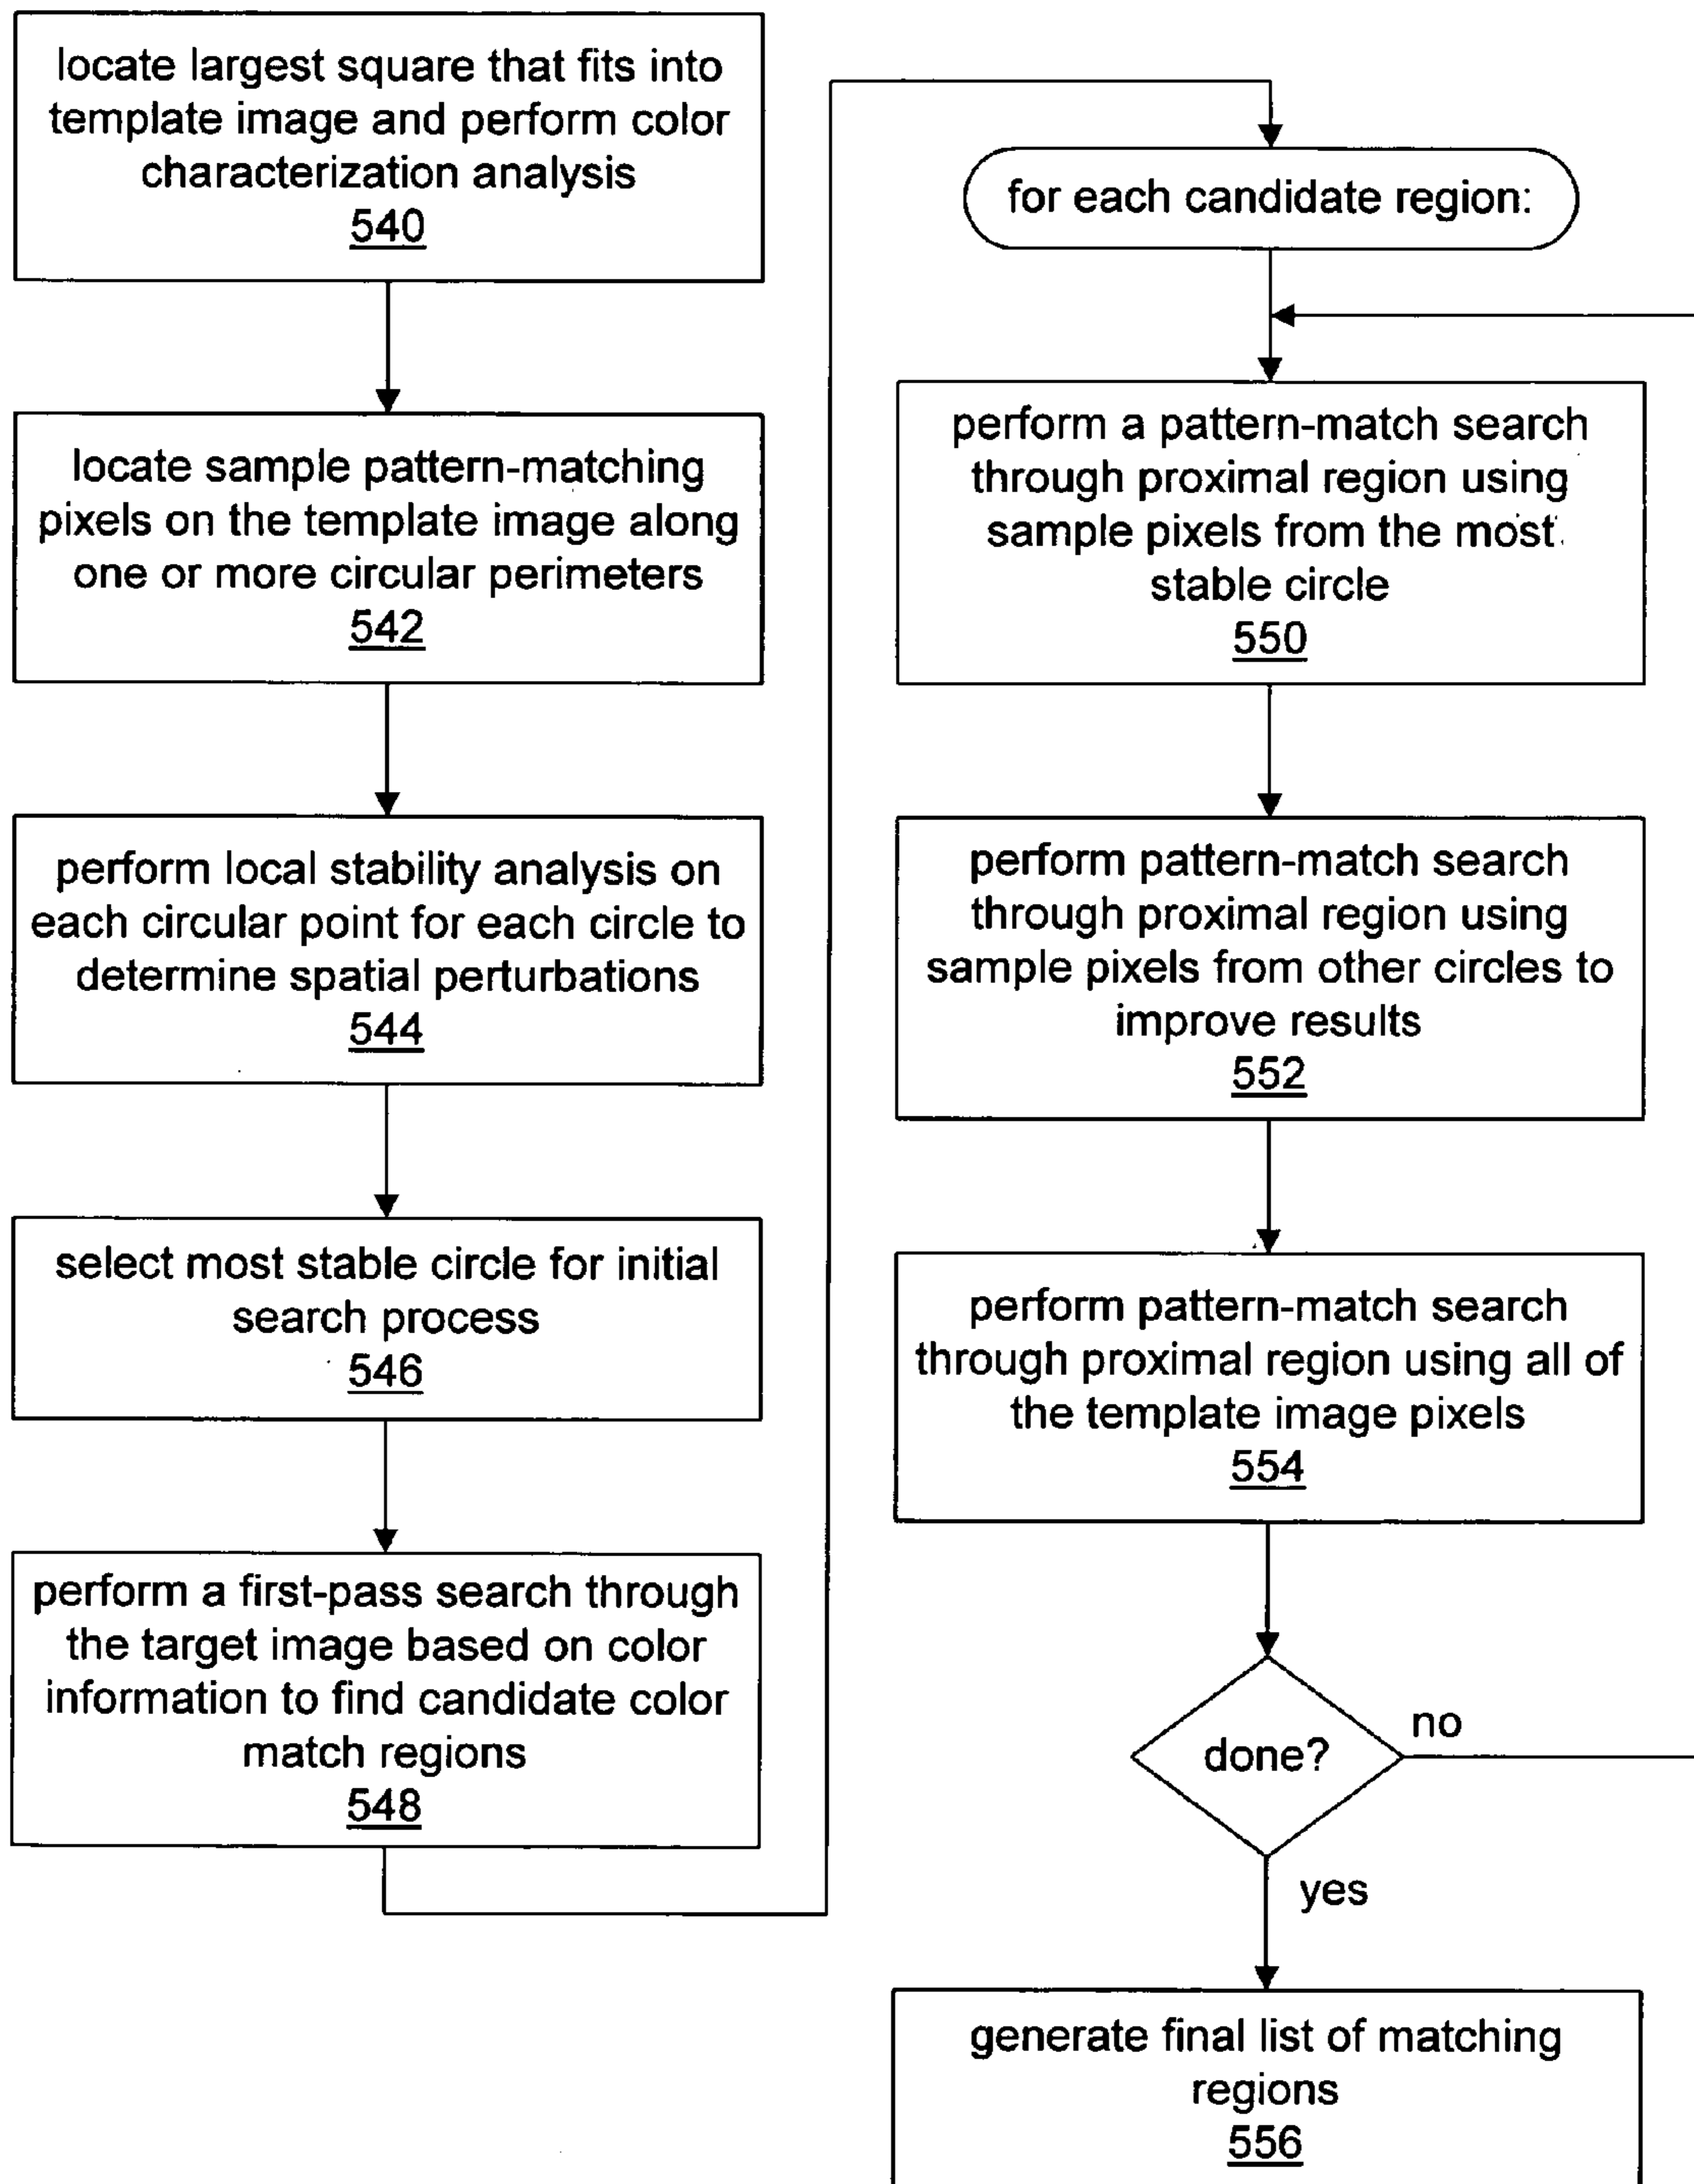 locate largest square that fits into
template image and perform color
characterization analysis
540
locate sample pattern-matching
pixels on the template image along
one or more circular perimeters
542
perform local stability analysis on
each circular point for each circle to
determine spatial perturbations
544
select most stable circle for initial
search process
546
perform a first-pass search through
the target image based on color
information to find candidate color
match regions
548
for each candidate region:
perform a pattern-match search
through proximal region using
sample pixels from the most
stable circle
550
perform pattern-match search
through proximal region using
sample pixels from other circles to
improve results
552
perform pattern-match search
through proximal region using all of
the template image pixels
554
done?
no
yes
generate final list of matching
regions
556